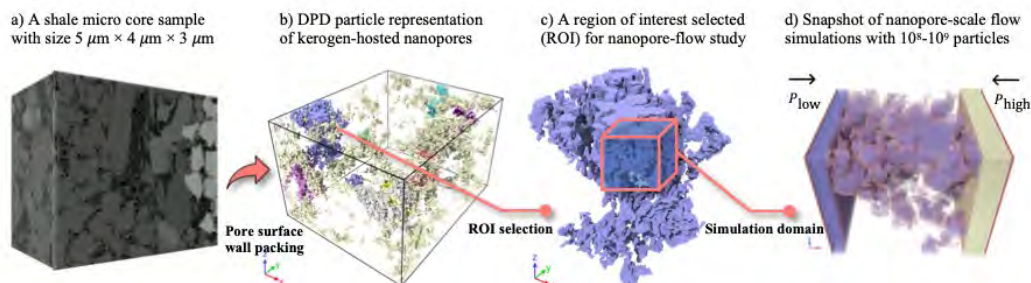 a) A shale micro core sample
with size 5 μm × 4 μm × 3 μm
b) DPD particle representation
of kerogen-hosted nanopores
c) A region of interest selected
(ROI) for nanopore-flow study
d) Snapshot of nanopore-scale flow
simulations with 10⁸-10⁹ particles
P_low
P_high
Pore surface
wall packing
ROI selection
Simulation domain
z
y
x
z
y
x